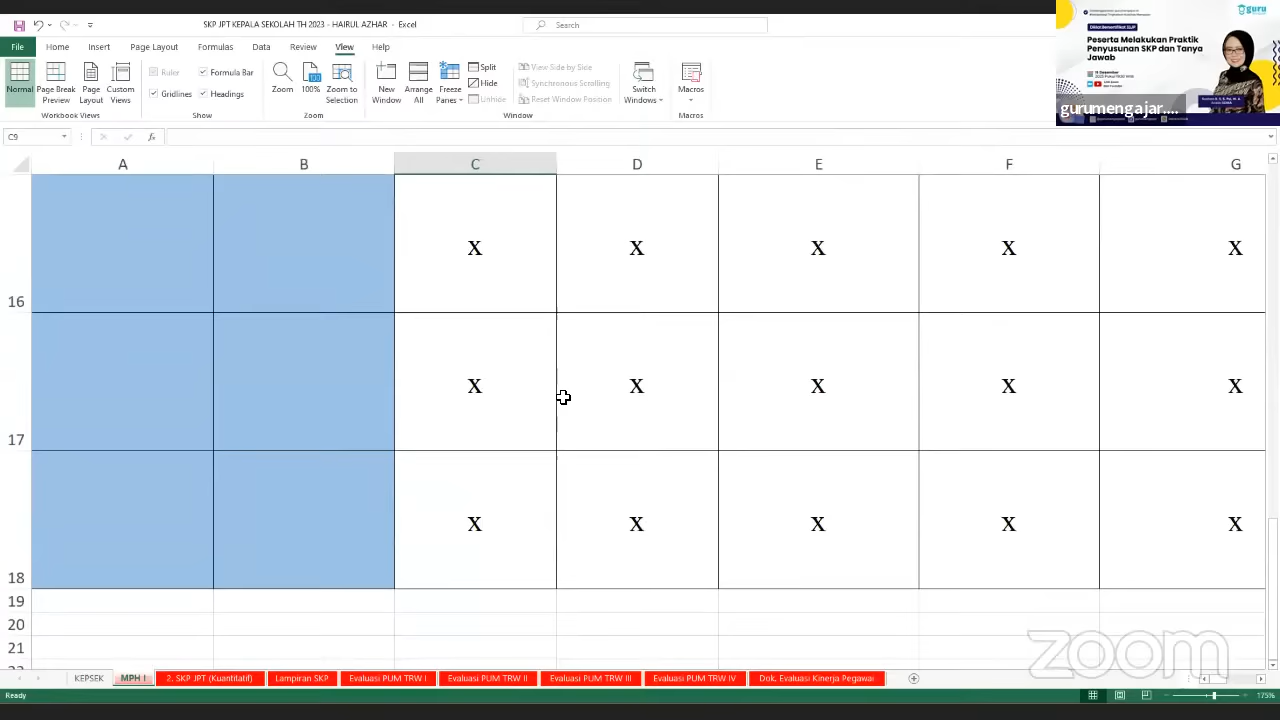 SKP JPT KEPALA SEKOLAH TH 2023 - HAIRUL AZHAR - Excel
Search
File Home Insert Page Layout Formulas Data Review View Help
Normal
Page Break Preview
Page Layout
Custom Views
Ruler
Formula Bar
Gridlines
Headings
Zoom
100%
Zoom to Selection
New Window
Arrange All
Freeze Panes
Split
Hide
Unhide
View Side by Side
Synchronous Scrolling
Reset Window Position
Switch Windows
Macros
Workbook Views
Show
Zoom
Window
Macros
guru
Peserta Melakukan Praktik
Penyusunan SKP dan Tanya
Jawab
gurumengajar....
C9
fx
A B C D E F G
16 X X X X X
17 X X X X X
18 X X X X X
19
20
21
zoom
KEPSEK MPH I 2. SKP JPT (Kuantitatif) Lampiran SKP Evaluasi PUM TRW I Evaluasi PUM TRW II Evaluasi PUM TRW III Evaluasi PUM TRW IV Dok. Evaluasi Kinerja Pegawai
Ready
175%